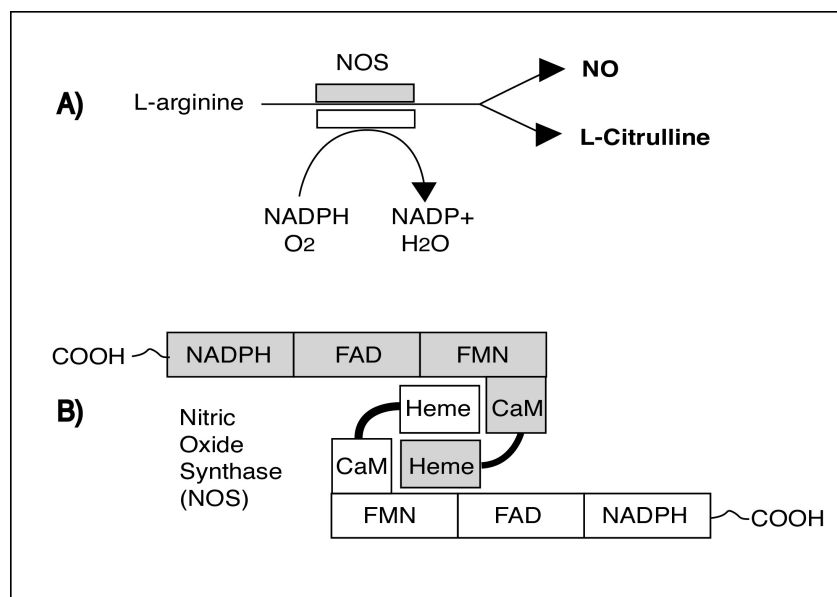 A)
NOS
L-arginine
NO
L-Citrulline
NADPH
O2
NADP+
H2O
COOH
NADPH
FAD
FMN
B)
Nitric
Oxide
Synthase
(NOS)
Heme
CaM
CaM
Heme
FMN
FAD
NADPH
COOH